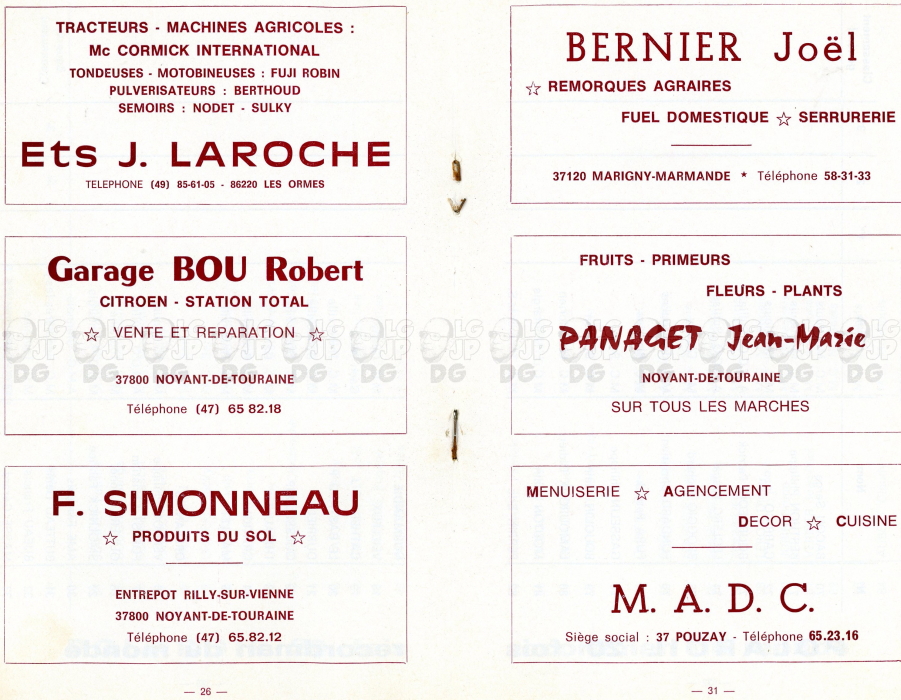 TRACTEURS - MACHINES AGRICOLES :
Mc CORMICK INTERNATIONAL
TONDEUSES - MOTOBINEUSES : FUJI ROBIN
PULVERISATEURS : BERTHOUD
SEMOIRS : NODET - SULKY
Ets J. LAROCHE
TELEPHONE (49) 85-61-05 - 86220 LES ORMES
Garage BOU Robert
CITROEN - STATION TOTAL
☆ VENTE ET REPARATION ☆
37800 NOYANT-DE-TOURAINE
Téléphone (47) 65 82.18
F. SIMONNEAU
☆ PRODUITS DU SOL ☆
ENTREPOT RILLY-SUR-VIENNE
37800 NOYANT-DE-TOURAINE
Téléphone (47) 65.82.12
— 26 —
BERNIER Joël
☆ REMORQUES AGRAIRES
FUEL DOMESTIQUE ☆ SERRURERIE
37120 MARIGNY-MARMANDE * Téléphone 58-31-33
FRUITS - PRIMEURS
FLEURS - PLANTS
PANAGET Jean-Marie
NOYANT-DE-TOURAINE
SUR TOUS LES MARCHES
MENUISERIE ☆ AGENCEMENT
DECOR ☆ CUISINE
M. A. D. C.
Siège social : 37 POUZAY - Téléphone 65.23.16
— 31 —